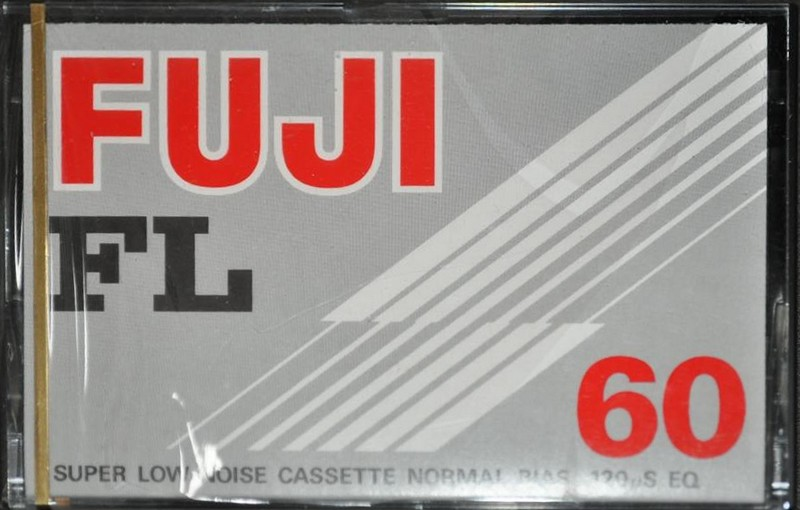 FUJI
FL
60
SUPER LOW-NOISE CASSETTE NORMAL BIAS 120μS EQ